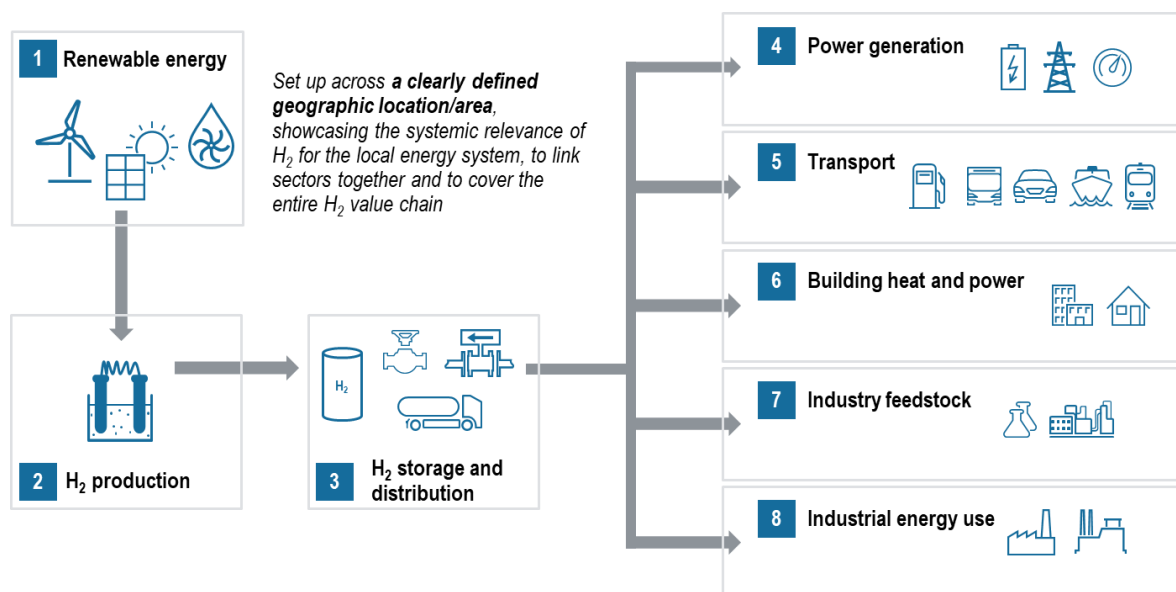 1 Renewable energy
Set up across a clearly defined
geographic location/area,
showcasing the systemic relevance of
H₂ for the local energy system, to link
sectors together and to cover the
entire H₂ value chain
2 H₂ production
H₂
3 H₂ storage and
distribution
4 Power generation
5 Transport
6 Building heat and power
7 Industry feedstock
8 Industrial energy use